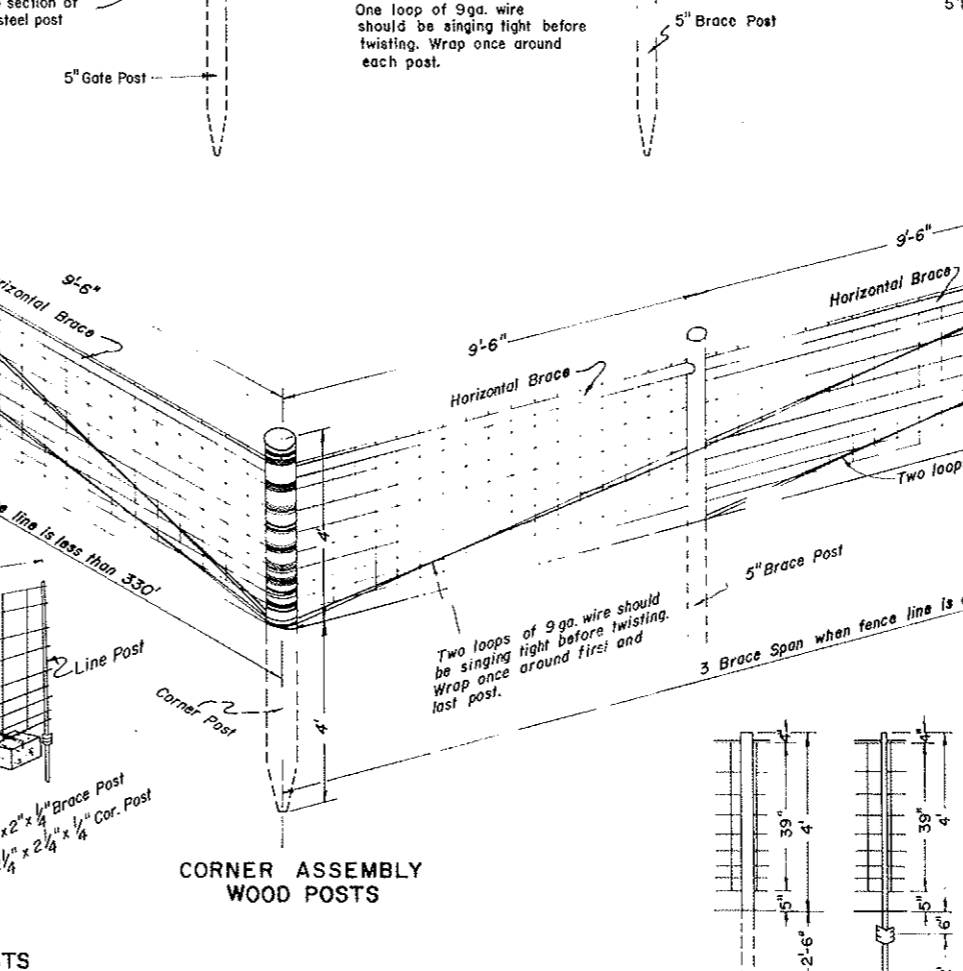 section of
steel post
5" Gate Post
One loop of 9ga. wire
should be singing tight before
twisting. Wrap once around
each post.
5" Brace Post
9'-6"
Horizontal Brace
9'-6"
Horizontal Brace
9'-6"
Horizontal Brace
Two loops
line is less than 330'
4'
5" Brace Post
Two loops of 9 ga. wire should
be singing tight before twisting.
Wrap once around first and
last post.
3 Brace Span when fence line is
Line Post
Corner Post
4'
x 2" x 1/4" Brace Post
1/4" x 2 1/4" x 1/4" Cor. Post
CORNER ASSEMBLY
WOOD POSTS
4"
39"
4'
5"
2'-6"
4"
39"
4'
5"
6"